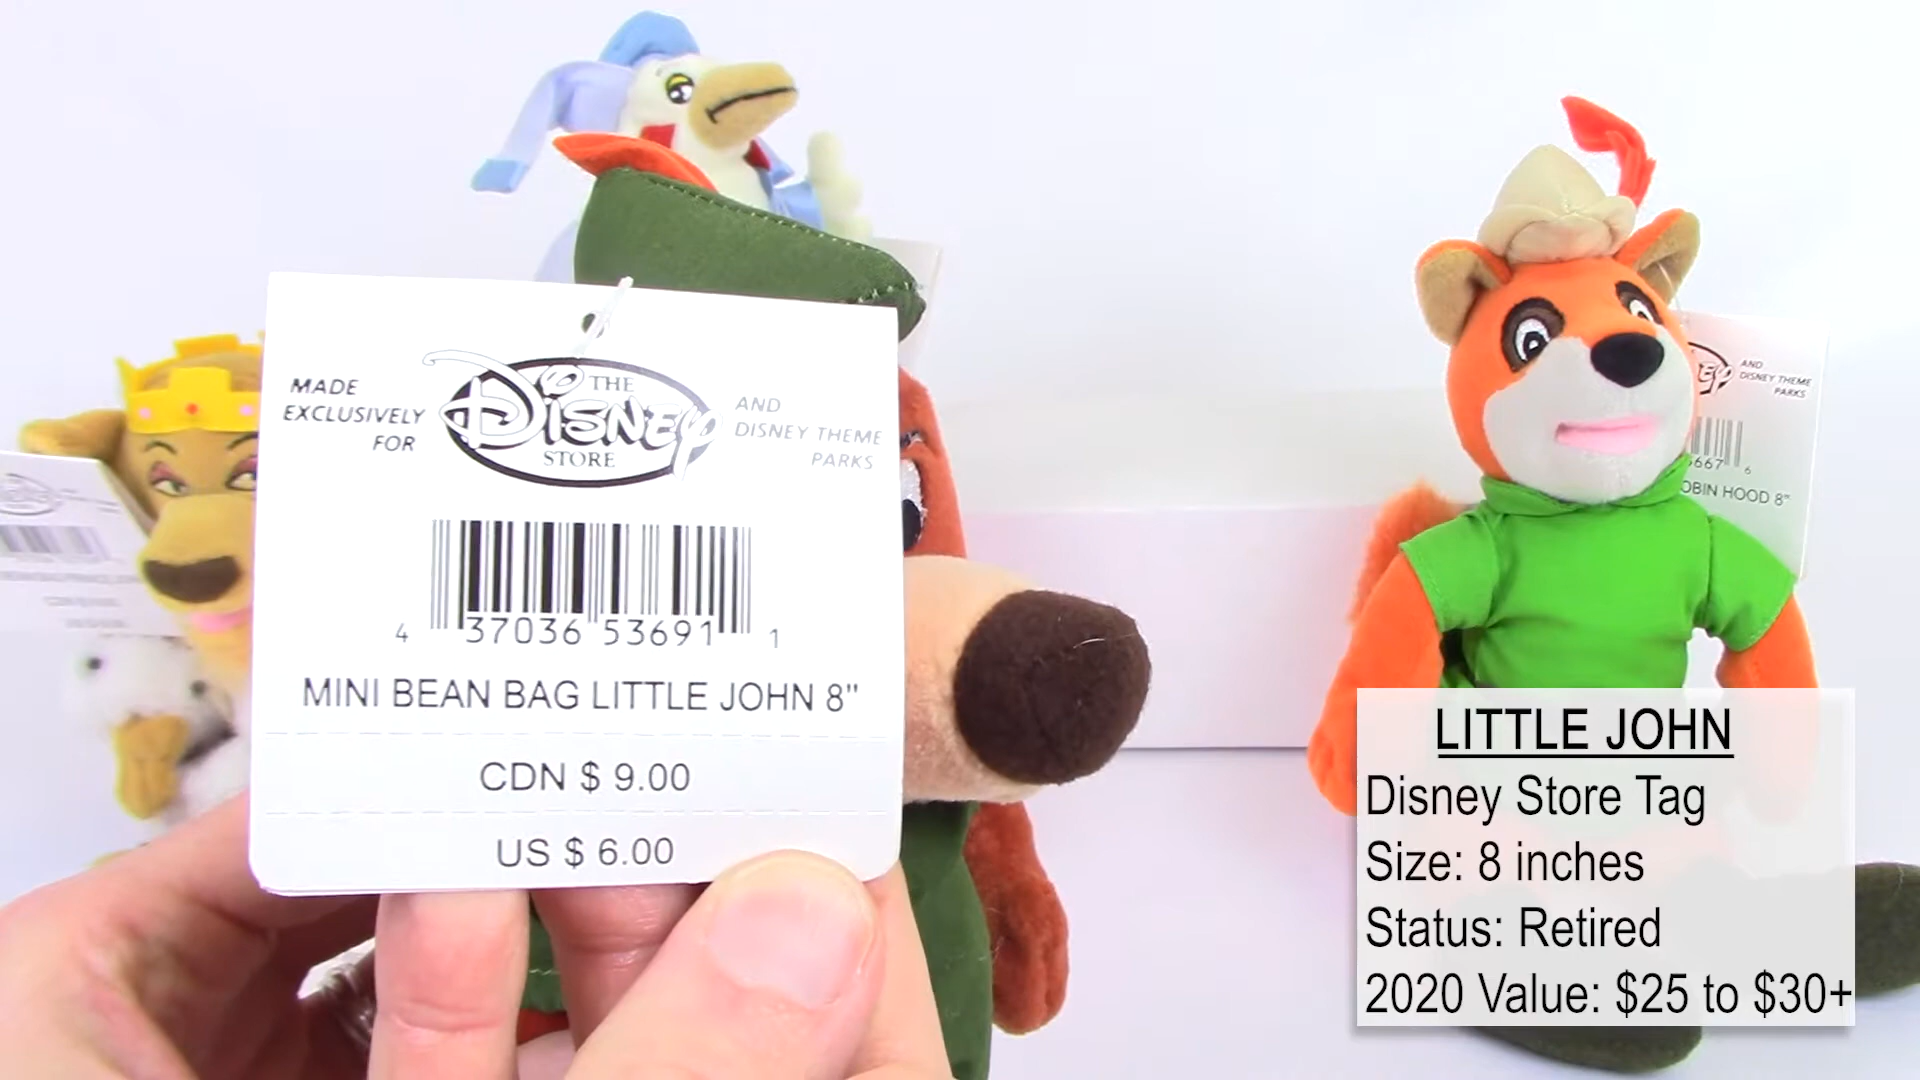 MADE
EXCLUSIVELY
FOR
THE
Disney
STORE
AND
DISNEY THEME
PARKS
4 37036 53691 1
MINI BEAN BAG LITTLE JOHN 8"
CDN $ 9.00
US $ 6.00
AND
DISNEY THEME
PARKS
6
OBIN HOOD 8"
LITTLE JOHN
Disney Store Tag
Size: 8 inches
Status: Retired
2020 Value: $25 to $30+